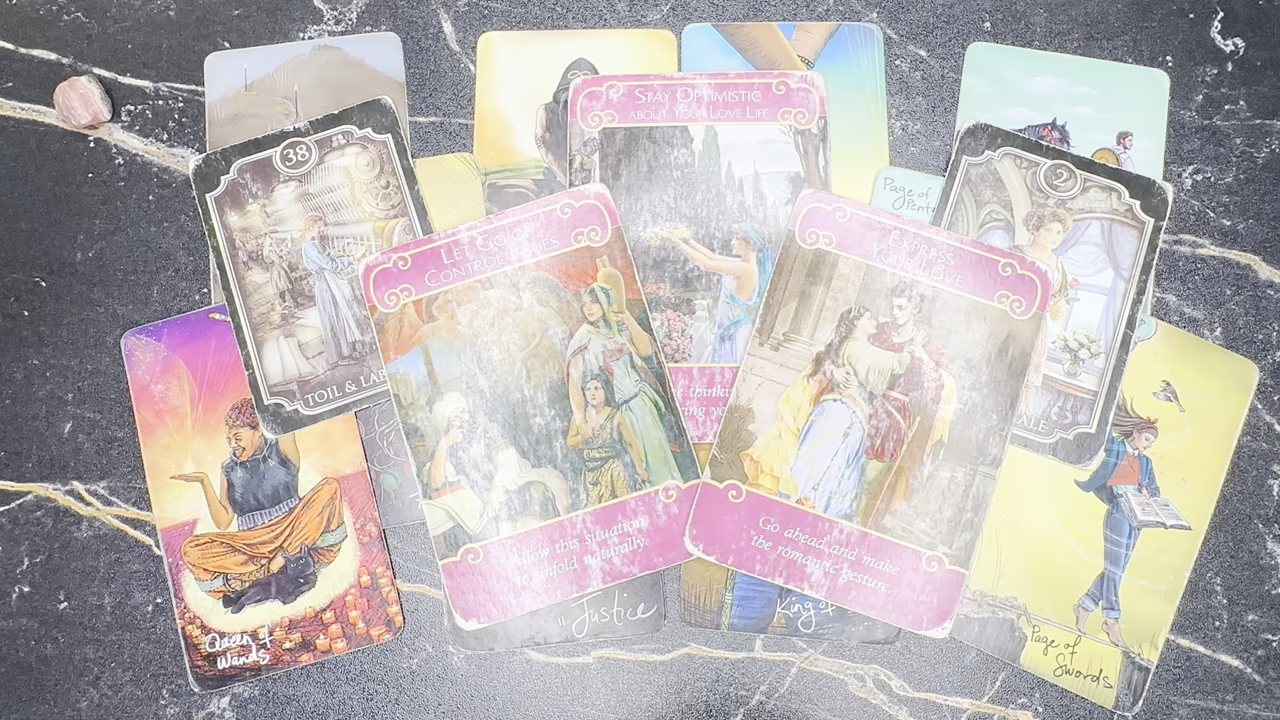 STAY OPTIMISTIC
ABOUT YOUR LOVE LIFE
38
2
Page of
LET GO OF
CONTROL ISSUES
EXPRESS
YOUR LOVE
TOIL &
Allow this situation
to unfold naturally.
Go ahead and make
the romantic gesture.
11 Justice
King of
Queen of
Wands
Page of
Swords